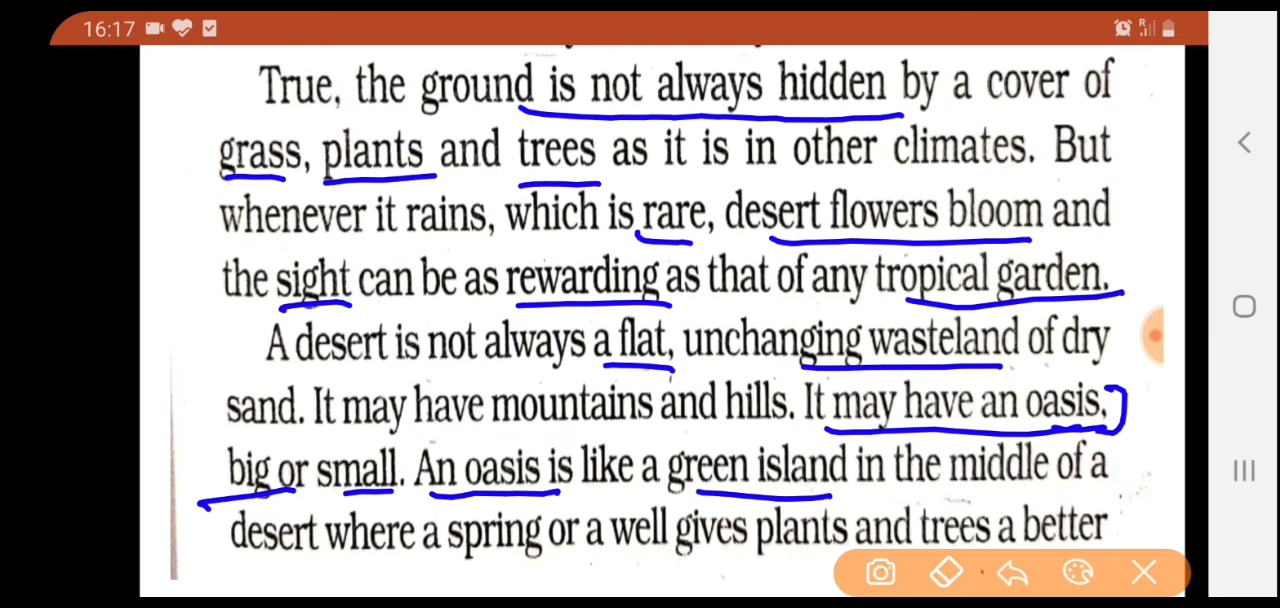 16:17
R
True, the ground is not always hidden by a cover of
grass, plants and trees as it is in other climates. But
whenever it rains, which is rare, desert flowers bloom and
the sight can be as rewarding as that of any tropical garden.
A desert is not always a flat, unchanging wasteland of dry
sand. It may have mountains and hills. It may have an oasis,
big or small. An oasis is like a green island in the middle of a
desert where a spring or a well gives plants and trees a better